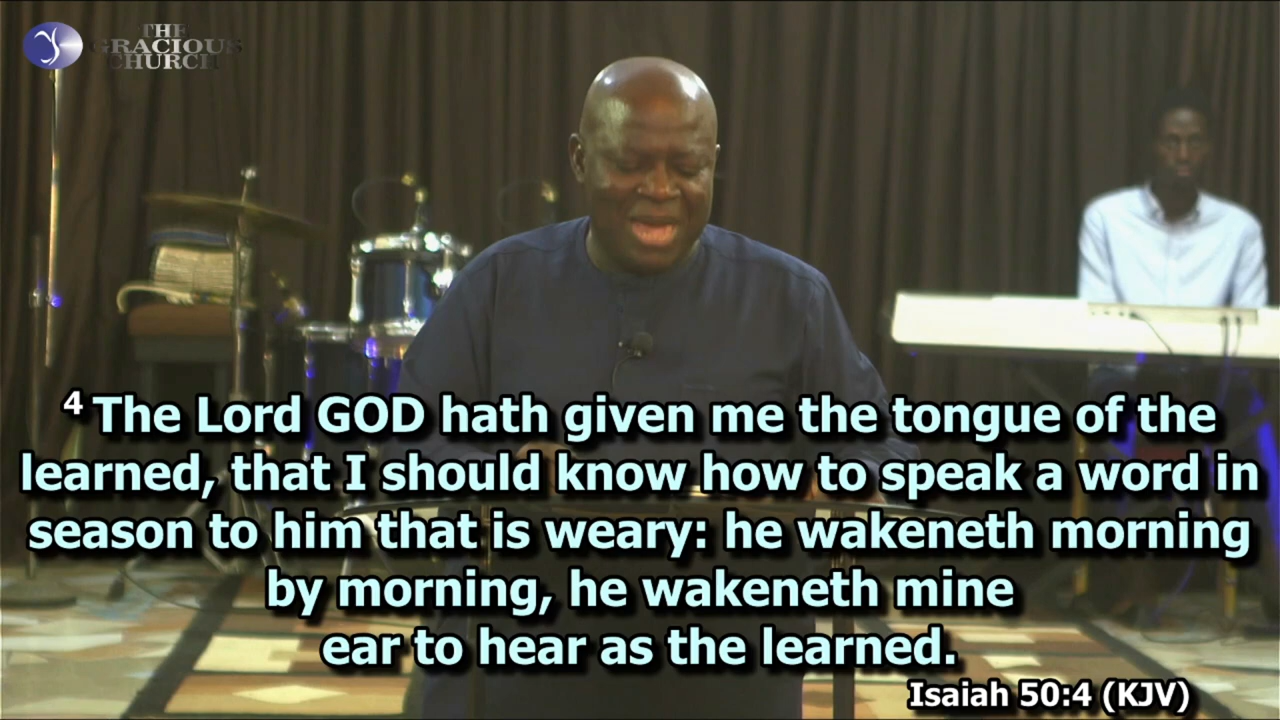 THE
GRACIOUS
CHURCH
4 The Lord GOD hath given me the tongue of the
learned, that I should know how to speak a word in
season to him that is weary: he wakeneth morning
by morning, he wakeneth mine
ear to hear as the learned.
Isaiah 50:4 (KJV)